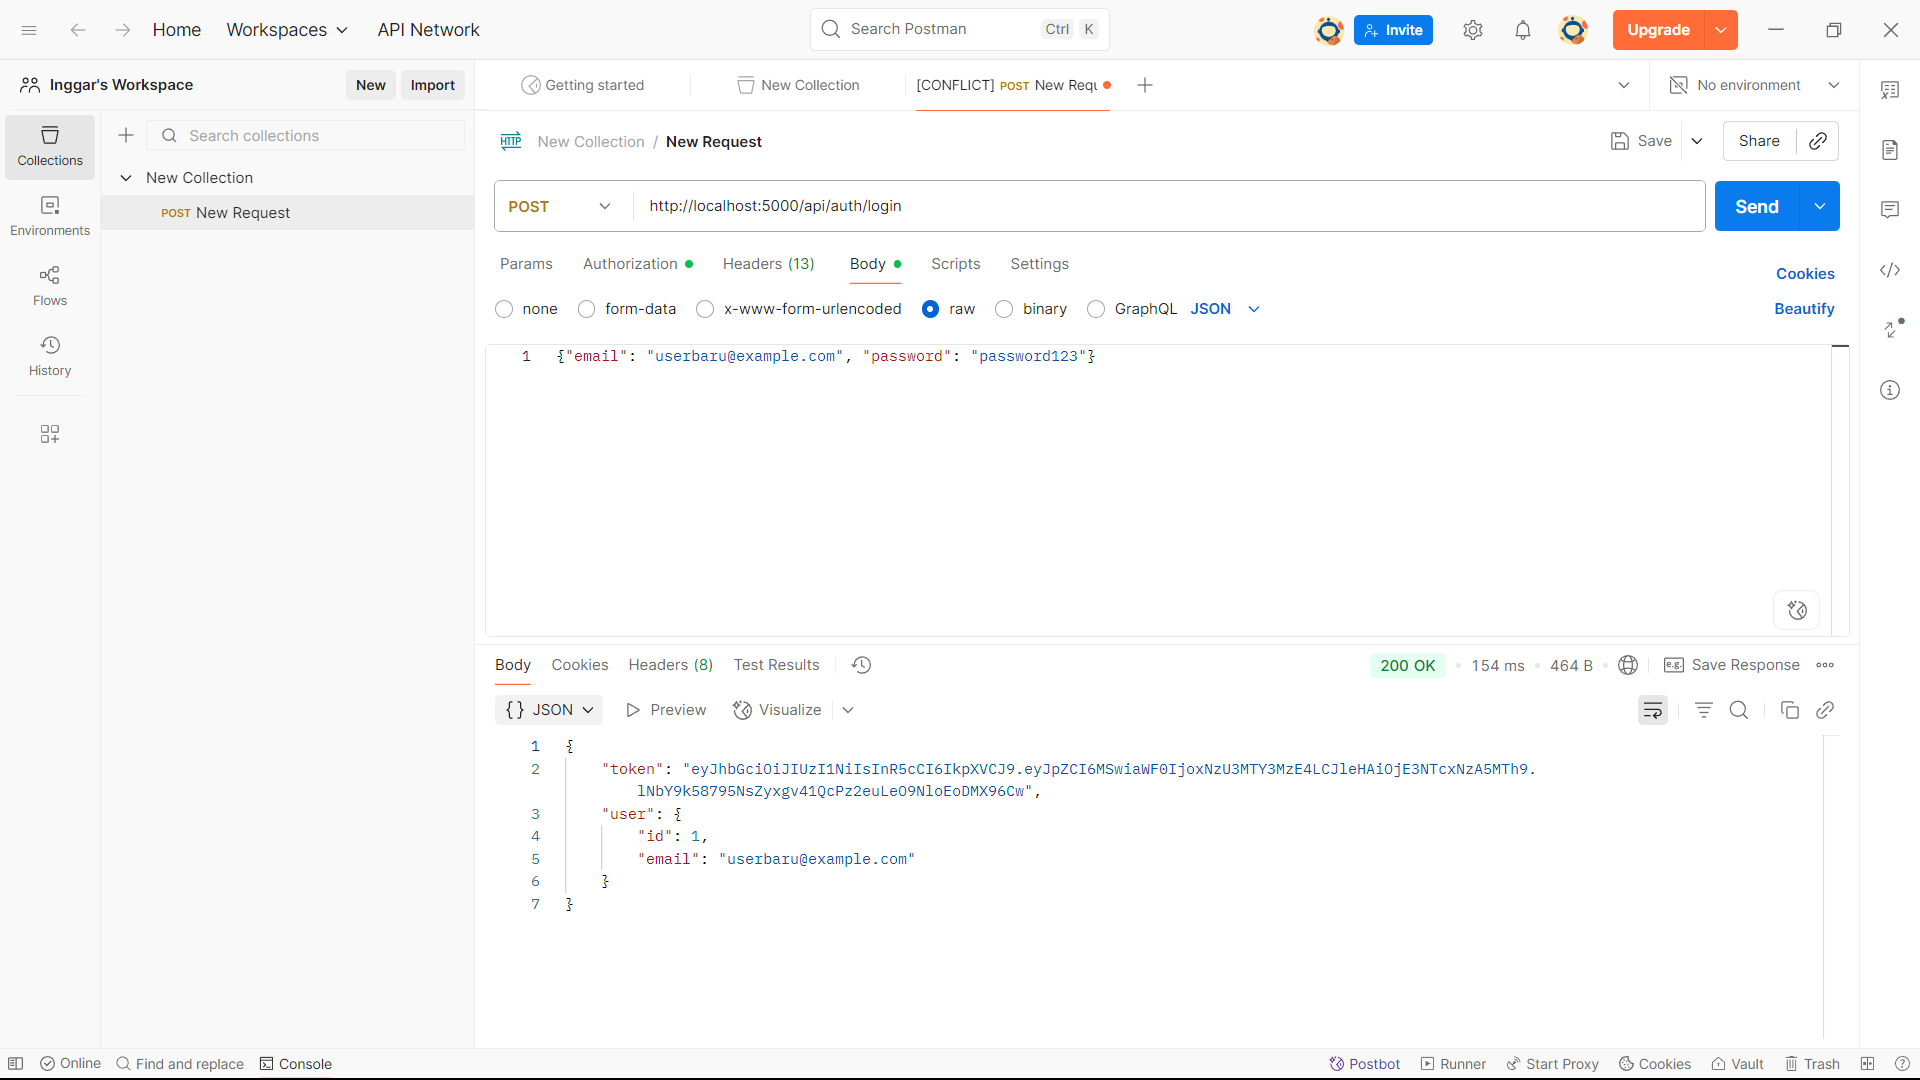 Home
Workspaces
API Network
Search Postman
Ctrl K
Invite
Upgrade
Inggar's Workspace
New
Import
Getting started
New Collection
[CONFLICT] POST New Requ
No environment
Collections
Environments
Flows
History
Search collections
New Collection
POST New Request
HTTP New Collection / New Request
Save
Share
POST
http://localhost:5000/api/auth/login
Send
Params
Authorization
Headers (13)
Body
Scripts
Settings
Cookies
none
form-data
x-www-form-urlencoded
raw
binary
GraphQL
JSON
Beautify
1 {"email": "userbaru@example.com", "password": "password123"}
Body
Cookies
Headers (8)
Test Results
200 OK
154 ms
464 B
e.g. Save Response
{} JSON
Preview
Visualize
1 {
2 "token": "eyJhbGciOiJIUzI1NiIsInR5cCI6IkpXVCJ9.eyJpZCI6MSwiaWF0IjoxNzU3MTY3MzE4LCJleHAiOjE3NTcxNzA5MTh9.
lNbY9k58795NsZyxgv41QcPz2euLeO9NloEoDMX96Cw",
3 "user": {
4 "id": 1,
5 "email": "userbaru@example.com"
6 }
7 }
Online
Find and replace
Console
Postbot
Runner
Start Proxy
Cookies
Vault
Trash